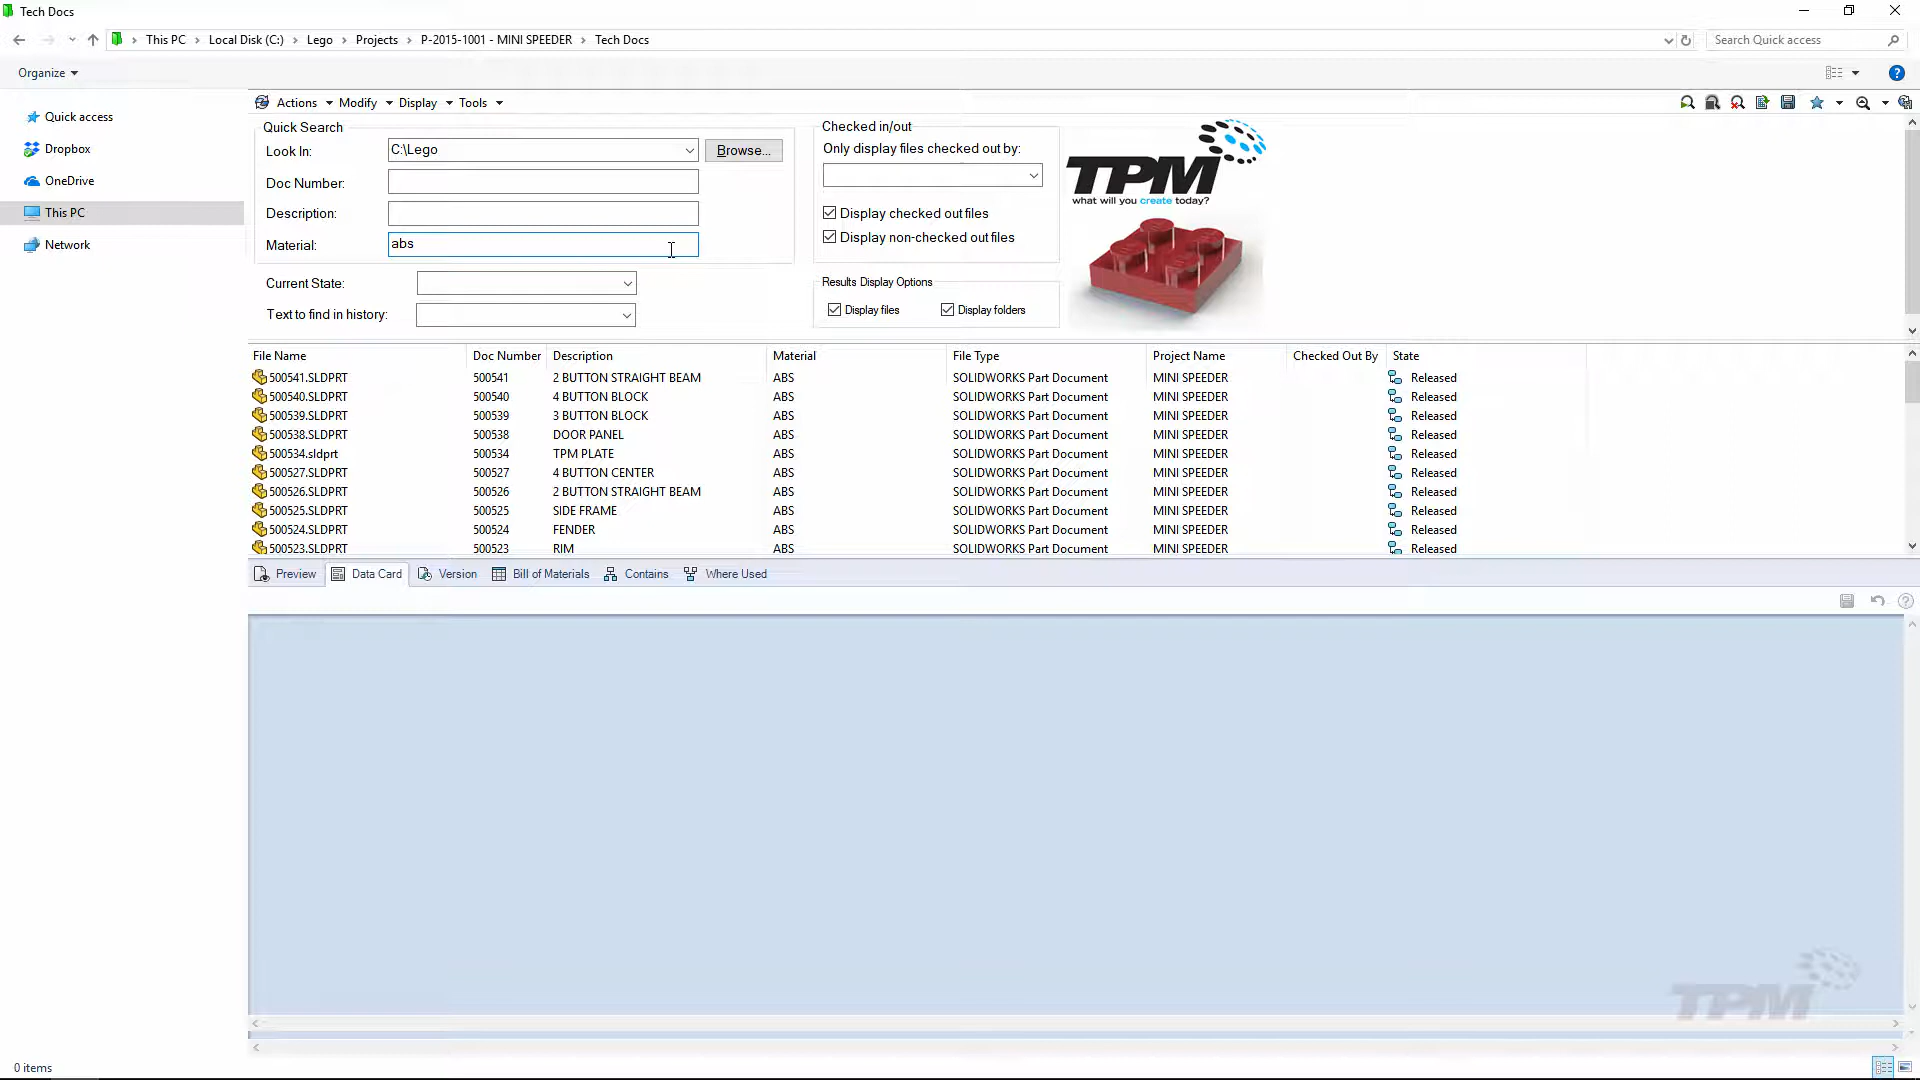 Tech Docs
This PC > Local Disk (C:) > Lego > Projects > P-2015-1001 - MINI SPEEDER > Tech Docs
Search Quick access
Organize
Quick access
Dropbox
OneDrive
This PC
Network
Actions Modify Display Tools
Quick Search
Look In: C:\Lego Browse...
Doc Number:
Description:
Material: abs
Current State:
Text to find in history:
Checked in/out
Only display files checked out by:
Display checked out files
Display non-checked out files
Results Display Options
Display files Display folders
TPM
what will you create today?
File Name Doc Number Description Material File Type Project Name Checked Out By State
500541.SLDPRT 500541 2 BUTTON STRAIGHT BEAM ABS SOLIDWORKS Part Document MINI SPEEDER Released
500540.SLDPRT 500540 4 BUTTON BLOCK ABS SOLIDWORKS Part Document MINI SPEEDER Released
500539.SLDPRT 500539 3 BUTTON BLOCK ABS SOLIDWORKS Part Document MINI SPEEDER Released
500538.SLDPRT 500538 DOOR PANEL ABS SOLIDWORKS Part Document MINI SPEEDER Released
500534.sldprt 500534 TPM PLATE ABS SOLIDWORKS Part Document MINI SPEEDER Released
500527.SLDPRT 500527 4 BUTTON CENTER ABS SOLIDWORKS Part Document MINI SPEEDER Released
500526.SLDPRT 500526 2 BUTTON STRAIGHT BEAM ABS SOLIDWORKS Part Document MINI SPEEDER Released
500525.SLDPRT 500525 SIDE FRAME ABS SOLIDWORKS Part Document MINI SPEEDER Released
500524.SLDPRT 500524 FENDER ABS SOLIDWORKS Part Document MINI SPEEDER Released
500523.SLDPRT 500523 RIM ABS SOLIDWORKS Part Document MINI SPEEDER Released
Preview Data Card Version Bill of Materials Contains Where Used
TPM
0 items